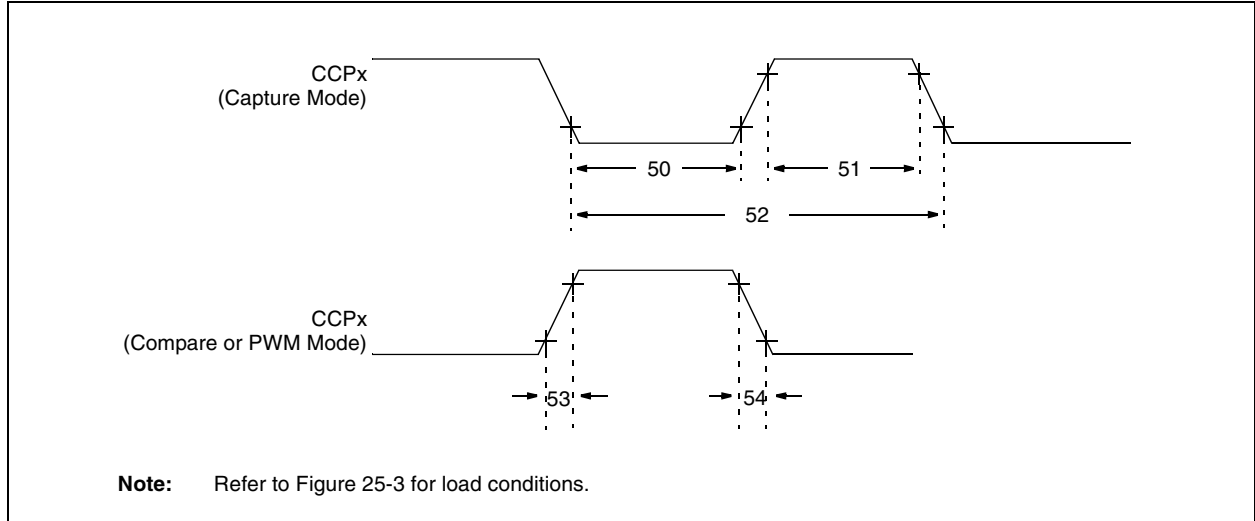 CCPx
(Capture Mode)
50
51
52
CCPx
(Compare or PWM Mode)
53
54
Note: Refer to Figure 25-3 for load conditions.